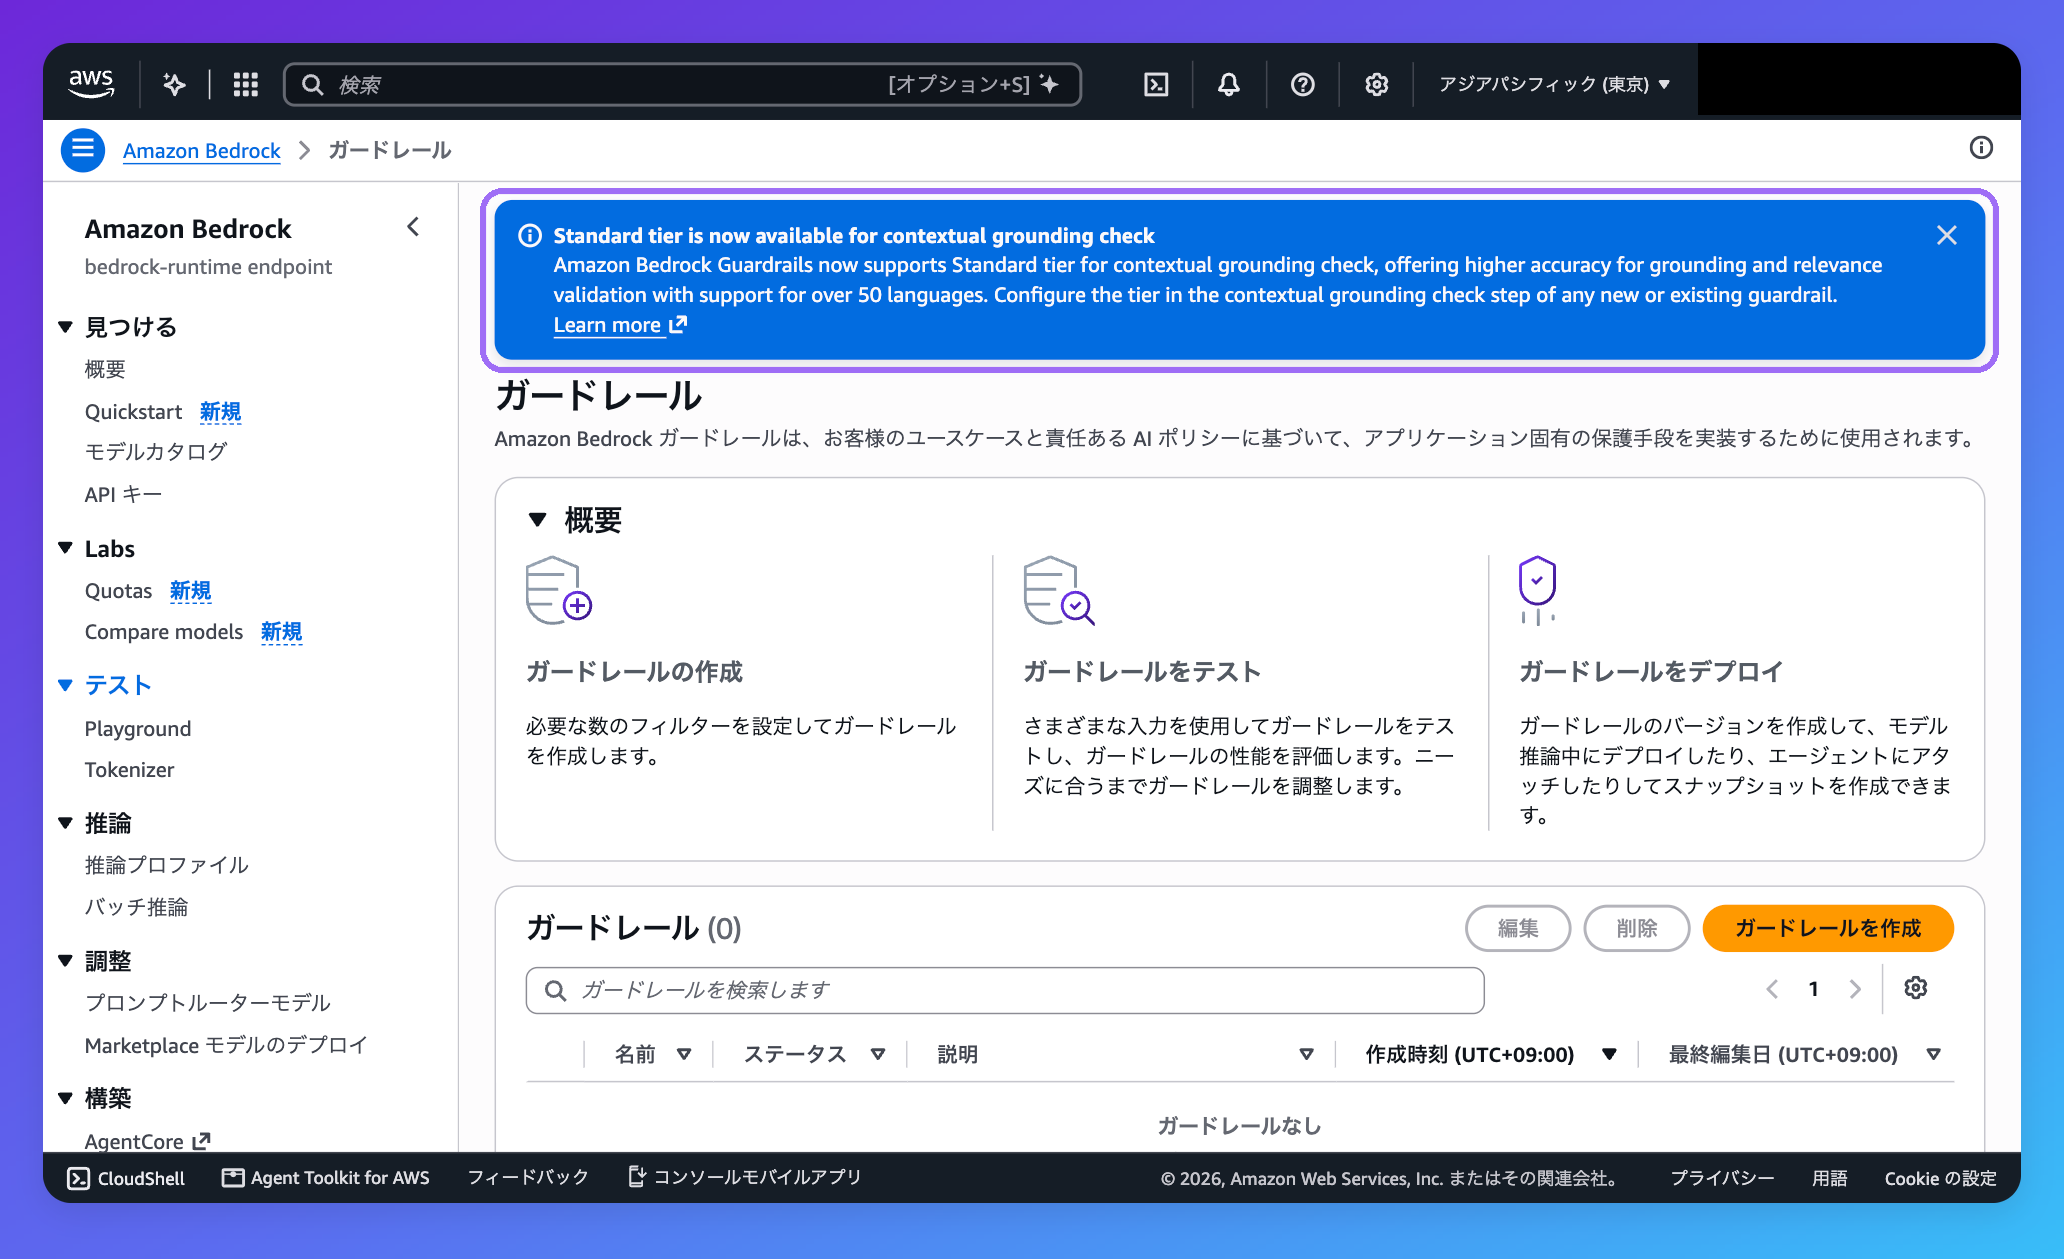 aws
検索 [オプション+S]
アジアパシフィック (東京)
Amazon Bedrock
ガードレール
Amazon Bedrock
bedrock-runtime endpoint
見つける
概要
Quickstart 新規
モデルカタログ
API キー
Labs
Quotas 新規
Compare models 新規
テスト
Playground
Tokenizer
推論
推論プロファイル
バッチ推論
調整
プロンプトルーターモデル
Marketplace モデルのデプロイ
構築
AgentCore
Standard tier is now available for contextual grounding check
Amazon Bedrock Guardrails now supports Standard tier for contextual grounding check, offering higher accuracy for grounding and relevance
validation with support for over 50 languages. Configure the tier in the contextual grounding check step of any new or existing guardrail.
Learn more
ガードレール
Amazon Bedrock ガードレールは、お客様のユースケースと責任ある AI ポリシーに基づいて、アプリケーション固有の保護手段を実装するために使用されます。
概要
ガードレールの作成
必要な数のフィルターを設定してガードレール
を作成します。
ガードレールをテスト
さまざまな入力を使用してガードレールをテス
トし、ガードレールの性能を評価します。ニー
ズに合うまでガードレールを調整します。
ガードレールをデプロイ
ガードレールのバージョンを作成して、モデル
推論中にデプロイしたり、エージェントにアタ
ッチしたりしてスナップショットを作成できま
す。
ガードレール (0)
編集
削除
ガードレールを作成
ガードレールを検索します
1
名前
ステータス
説明
作成時刻 (UTC+09:00)
最終編集日 (UTC+09:00)
ガードレールなし
CloudShell
Agent Toolkit for AWS
フィードバック
コンソールモバイルアプリ
© 2026, Amazon Web Services, Inc. またはその関連会社。
プライバシー
用語
Cookie の設定